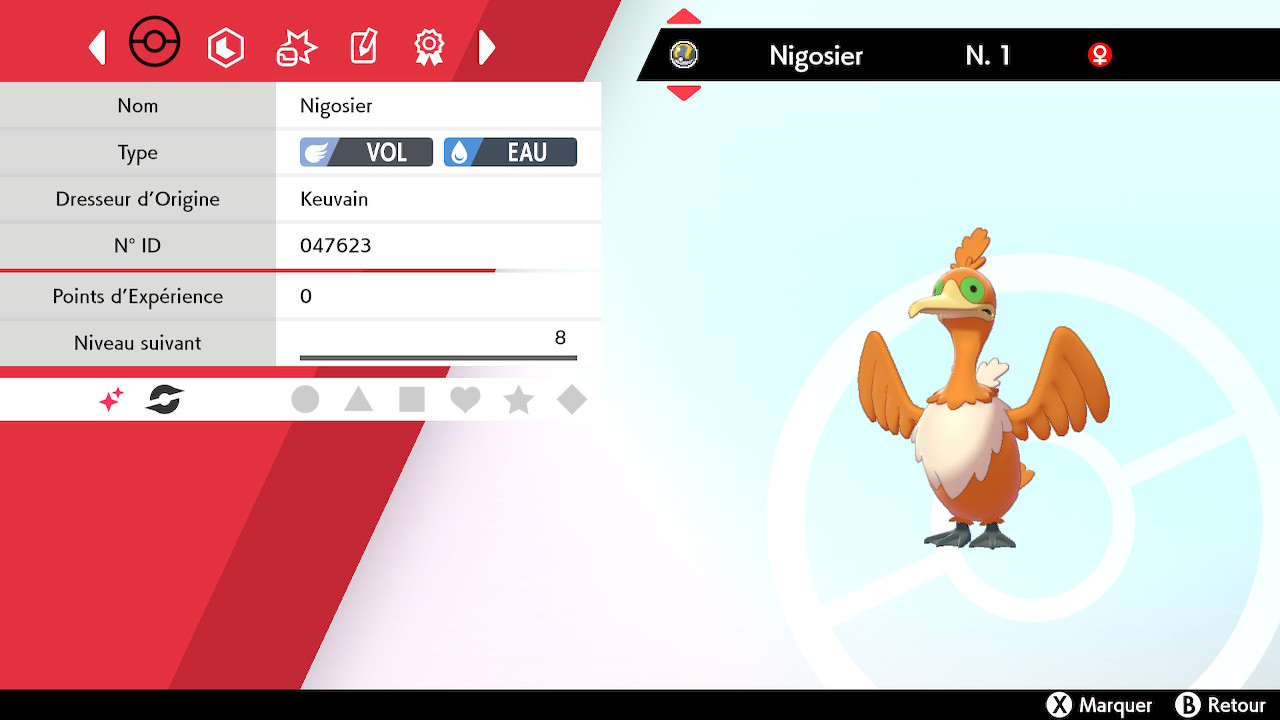 Nigosier N. 1
Nom Nigosier
Type VOL EAU
Dresseur d'Origine Keuvain
N° ID 047623
Points d'Expérience 0
Niveau suivant 8
X Marquer B Retour